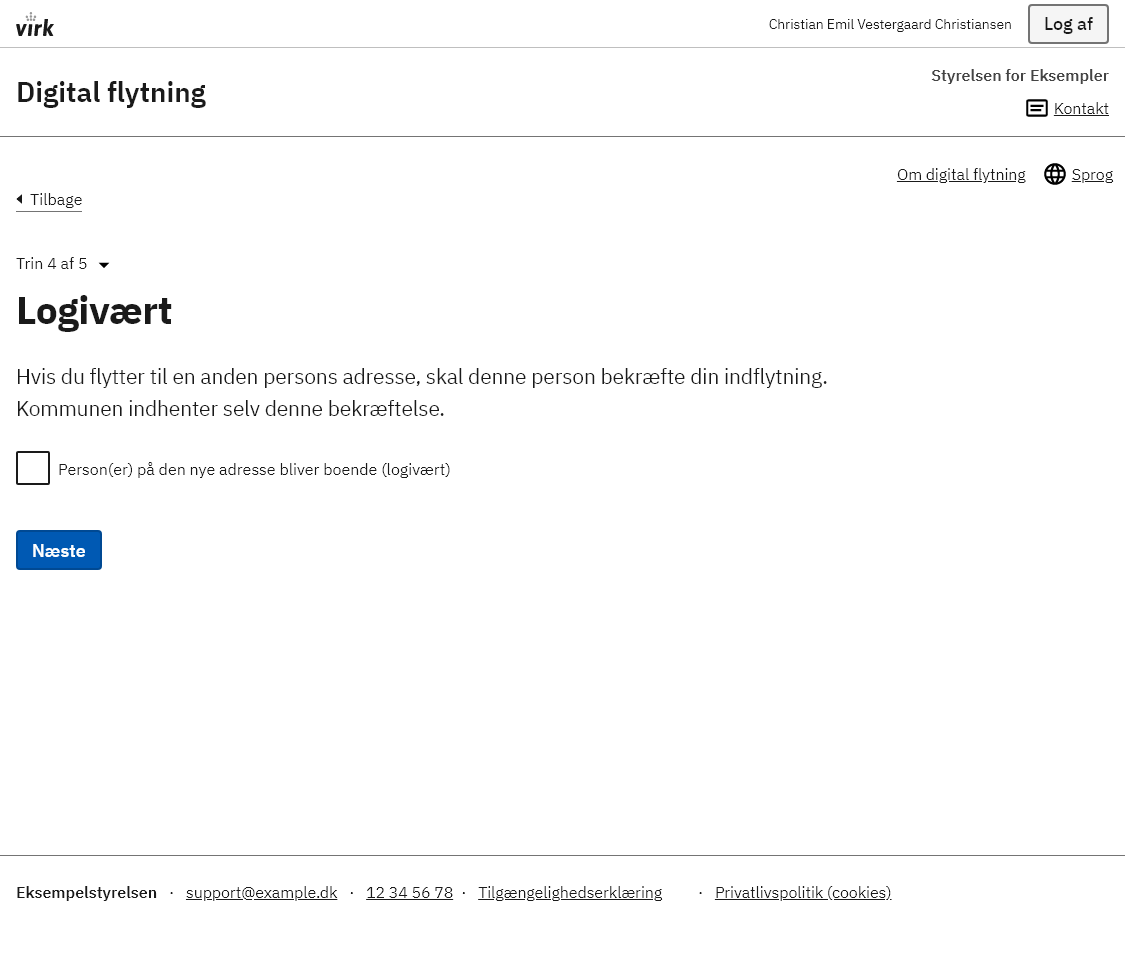 virk
Christian Emil Vestergaard Christiansen
Log af
Digital flytning
Styrelsen for Eksempler
Kontakt
Om digital flytning
Sprog
Tilbage
Trin 4 af 5
Logivært
Hvis du flytter til en anden persons adresse, skal denne person bekræfte din indflytning.
Kommunen indhenter selv denne bekræftelse.
Person(er) på den nye adresse bliver boende (logivært)
Næste
Eksempelstyrelsen · support@example.dk · 12 34 56 78 · Tilgængelighedserklæring · Privatlivspolitik (cookies)